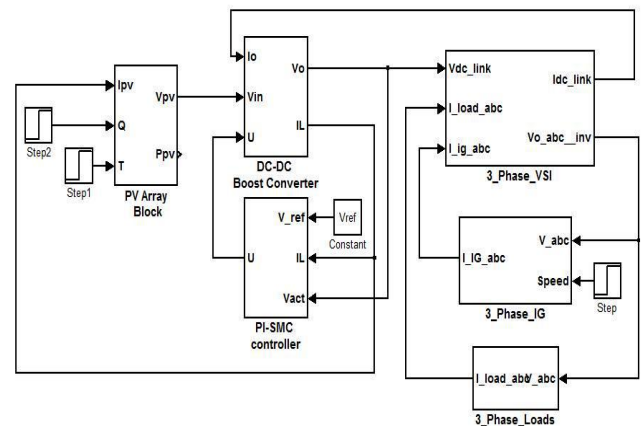 Ipv
Vpv
Q
Ppv
T
Step2
Step1
PV Array
Block
Io
Vo
Vin
IL
U
DC-DC
Boost Converter
V_ref
Vref
Constant
U
IL
Vact
PI-SMC
controller
Vdc_link
Idc_link
I_load_abc
Vo_abc__inv
I_ig_abc
3_Phase_VSI
V_abc
I_IG_abc
Speed
Step
3_Phase_IG
I_load_abc
V_abc
3_Phase_Loads